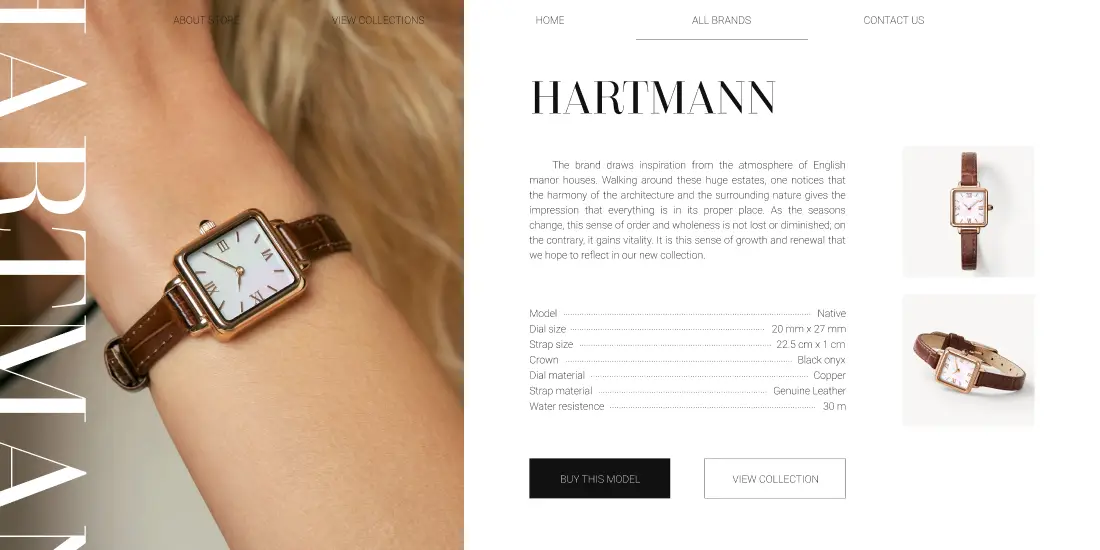 ABOUT STORE
VIEW COLLECTIONS
HOME
ALL BRANDS
CONTACT US
HARTMANN
HARTMANN
The brand draws inspiration from the atmosphere of English
manor houses. Walking around these huge estates, one notices that
the harmony of the architecture and the surrounding nature gives the
impression that everything is in its proper place. As the seasons
change, this sense of order and wholeness is not lost or diminished; on
the contrary, it gains vitality. It is this sense of growth and renewal that
we hope to reflect in our new collection.
Model Native
Dial size 20 mm x 27 mm
Strap size 22.5 cm x 1 cm
Crown Black onyx
Dial material Copper
Strap material Genuine Leather
Water resistence 30 m
BUY THIS MODEL
VIEW COLLECTION